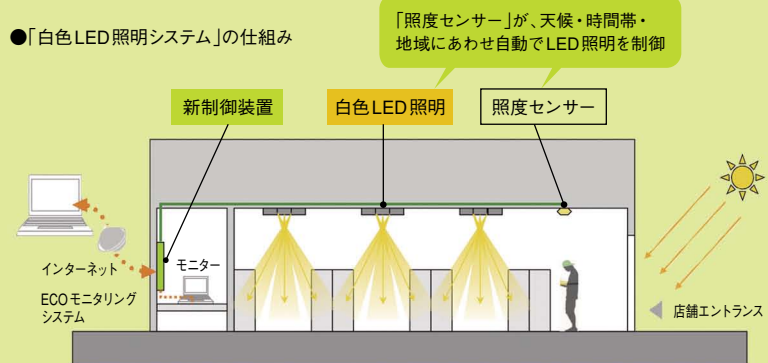 ●「白色LED照明システム」の仕組み
「照度センサー」が、天候・時間帯・
地域にあわせ自動でLED照明を制御
新制御装置
白色LED照明
照度センサー
インターネット
モニター
ECOモニタリング
システム
店舗エントランス